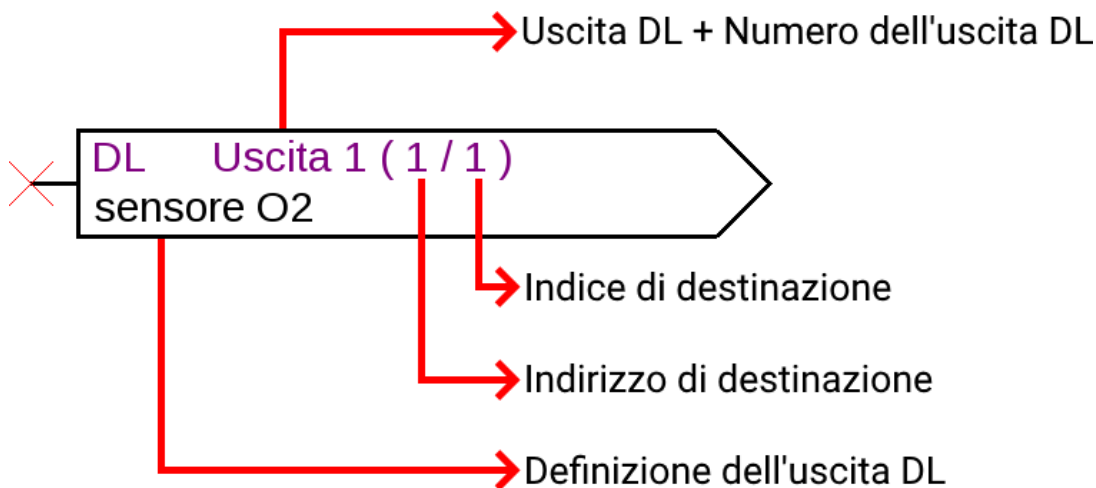 Uscita DL + Numero dell'uscita DL
DL Uscita 1 ( 1 / 1 )
sensore O2
Indice di destinazione
Indirizzo di destinazione
Definizione dell'uscita DL